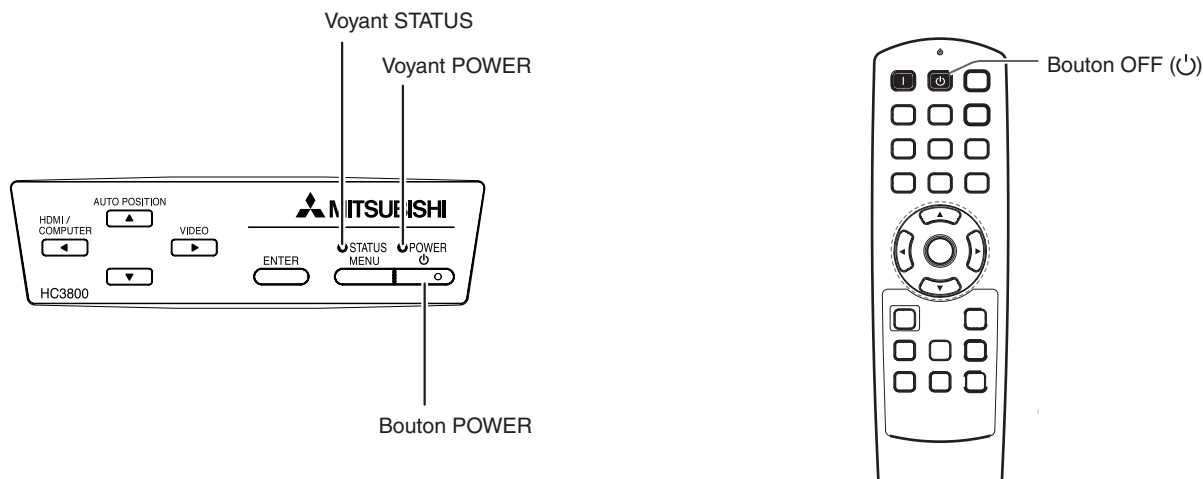 Voyant STATUS
Voyant POWER
Bouton OFF (⏻)
AUTO POSITION
HDMI /
COMPUTER
VIDEO
MITSUBISHI
STATUS
POWER
ENTER
MENU
HC3800
Bouton POWER